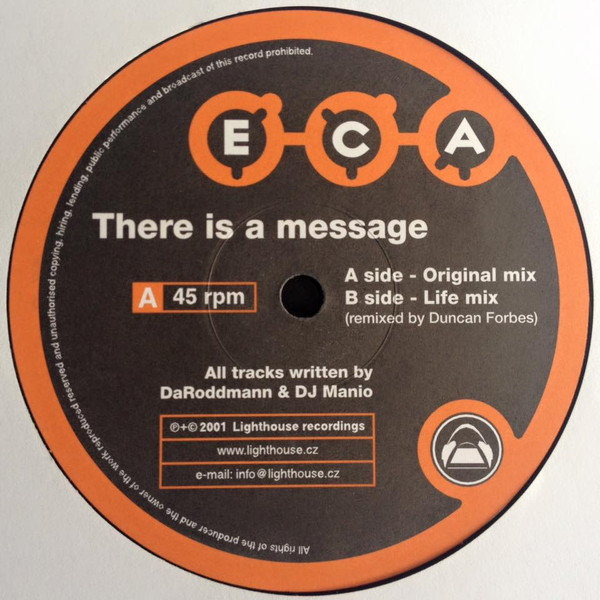 E C A
There is a message
A side - Original mix
B side - Life mix
(remixed by Duncan Forbes)
A 45 rpm
All tracks written by
DaRoddmann & DJ Manio
℗+© 2001 Lighthouse recordings
www.lighthouse.cz
e-mail: info@lighthouse.cz
All rights of the producer and the owner of the work reproduced reserved and unauthorised copying, hiring, lending, public performance and broadcast of this record prohibited.